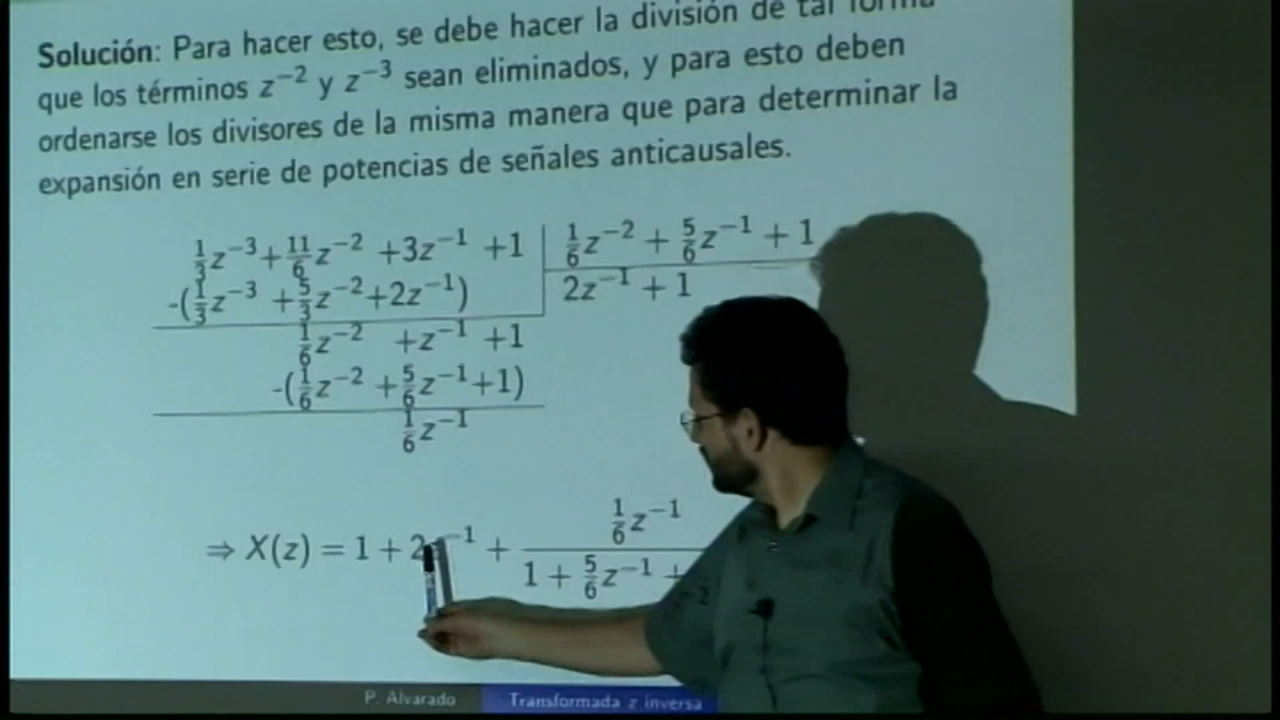 Solución: Para hacer esto, se debe hacer la división de tal forma
que los términos z⁻² y z⁻³ sean eliminados, y para esto deben
ordenarse los divisores de la misma manera que para determinar la
expansión en serie de potencias de señales anticausales.
1/3 z⁻³ + 11/6 z⁻² + 3z⁻¹ + 1 | 1/6 z⁻² + 5/6 z⁻¹ + 1
-(1/3 z⁻³ + 5/3 z⁻² + 2z⁻¹) 2z⁻¹ + 1
1/6 z⁻² + z⁻¹ + 1
-(1/6 z⁻² + 5/6 z⁻¹ + 1)
1/6 z⁻¹
1/6 z⁻¹
⇒ X(z) = 1 + 2 ⁻¹ +
1 + 5/6 z⁻¹ +
P. Alvarado Transformada z inversa